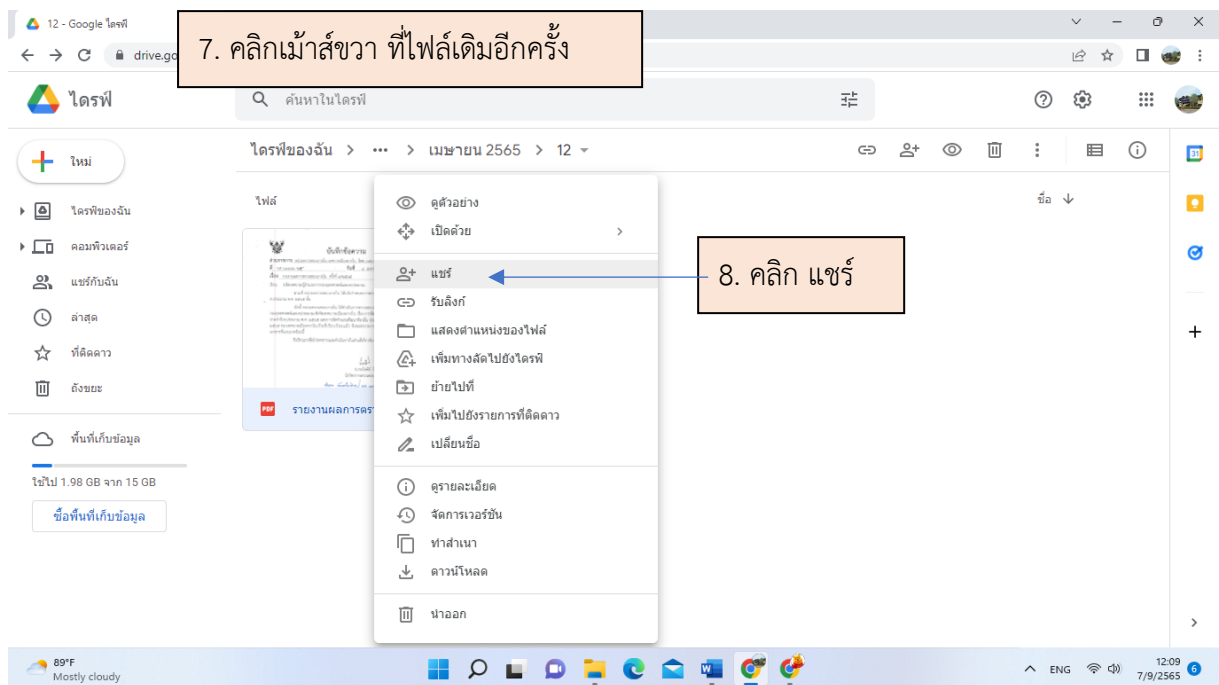 12 - Google ไดรฟ์
7. คลิกเม้าส์ขวา ที่ไฟล์เดิมอีกครั้ง
drive.go
ไดรฟ์
ค้นหาในไดรฟ์
ใหม่
ไดรฟ์ของฉัน > ••• > เมษายน 2565 > 12
31
ไดรฟ์ของฉัน
คอมพิวเตอร์
แชร์กับฉัน
ล่าสุด
ที่ติดดาว
ถังขยะ
พื้นที่เก็บข้อมูล
ใช้ไป 1.98 GB จาก 15 GB
ซื้อพื้นที่เก็บข้อมูล
ไฟล์
ชื่อ
บันทึกข้อความ
PDF รายงานผลการตรา
ดูตัวอย่าง
เปิดด้วย
แชร์
8. คลิก แชร์
รับลิงก์
แสดงตำแหน่งของไฟล์
เพิ่มทางลัดไปยังไดรฟ์
ย้ายไปที่
เพิ่มไปยังรายการที่ติดดาว
เปลี่ยนชื่อ
ดูรายละเอียด
จัดการเวอร์ชัน
ทำสำเนา
ดาวน์โหลด
นำออก
89°F
Mostly cloudy
ENG
12:09
7/9/2565
6